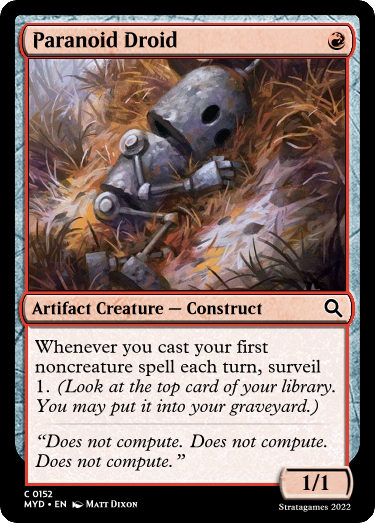 Paranoid Droid
Artifact Creature — Construct
Whenever you cast your first
noncreature spell each turn, surveil
1. (Look at the top card of your library.
You may put it into your graveyard.)
“Does not compute. Does not compute.
Does not compute.”
1/1
C 0152
MYD • EN Matt Dixon
Stratagames 2022